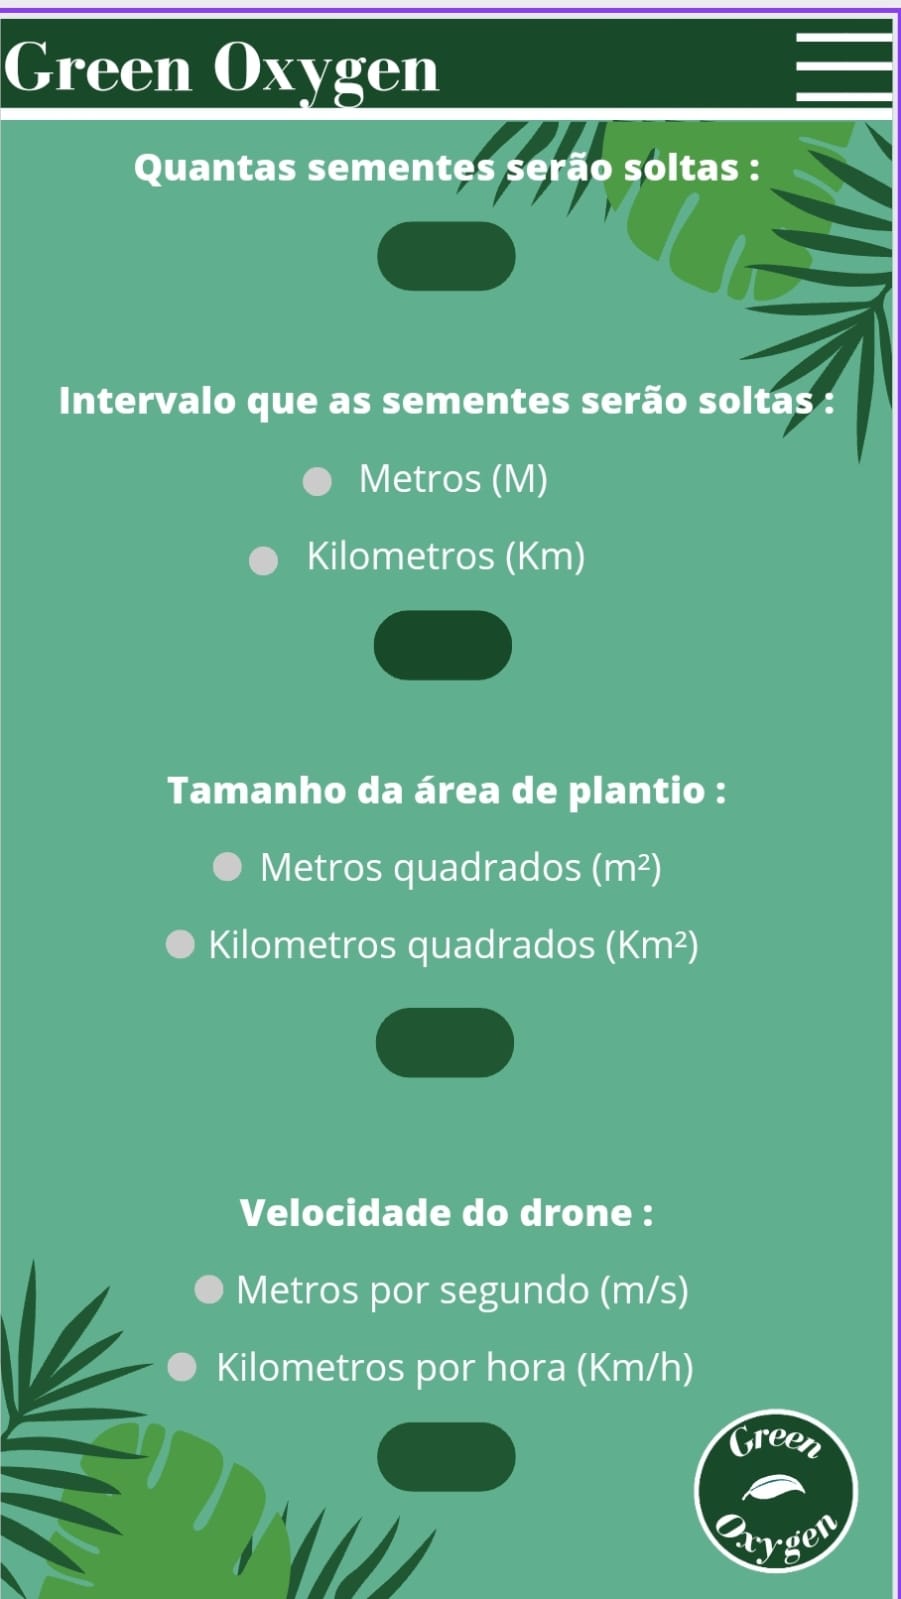 Green Oxygen
Quantas sementes serão soltas :
Intervalo que as sementes serão soltas :
Metros (M)
Kilometros (Km)
Tamanho da área de plantio :
Metros quadrados (m²)
Kilometros quadrados (Km²)
Velocidade do drone :
Metros por segundo (m/s)
Kilometros por hora (Km/h)
Green
Oxygen